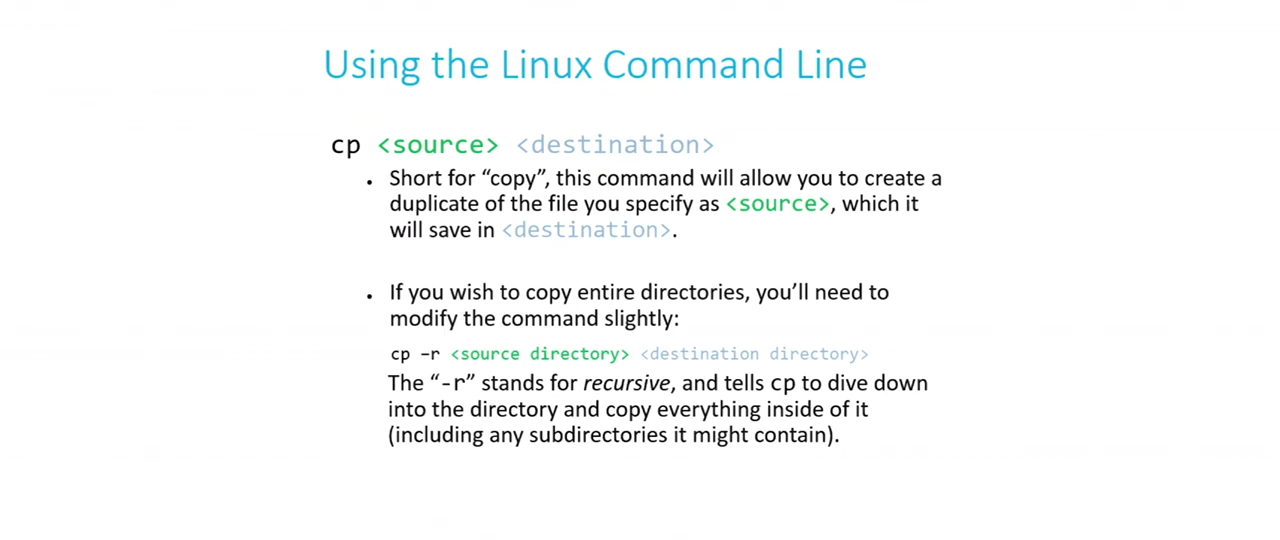 Using the Linux Command Line
cp <source> <destination>
• Short for “copy”, this command will allow you to create a
duplicate of the file you specify as <source>, which it
will save in <destination>.
• If you wish to copy entire directories, you’ll need to
modify the command slightly:
cp –r <source directory> <destination directory>
The “-r” stands for recursive, and tells cp to dive down
into the directory and copy everything inside of it
(including any subdirectories it might contain).